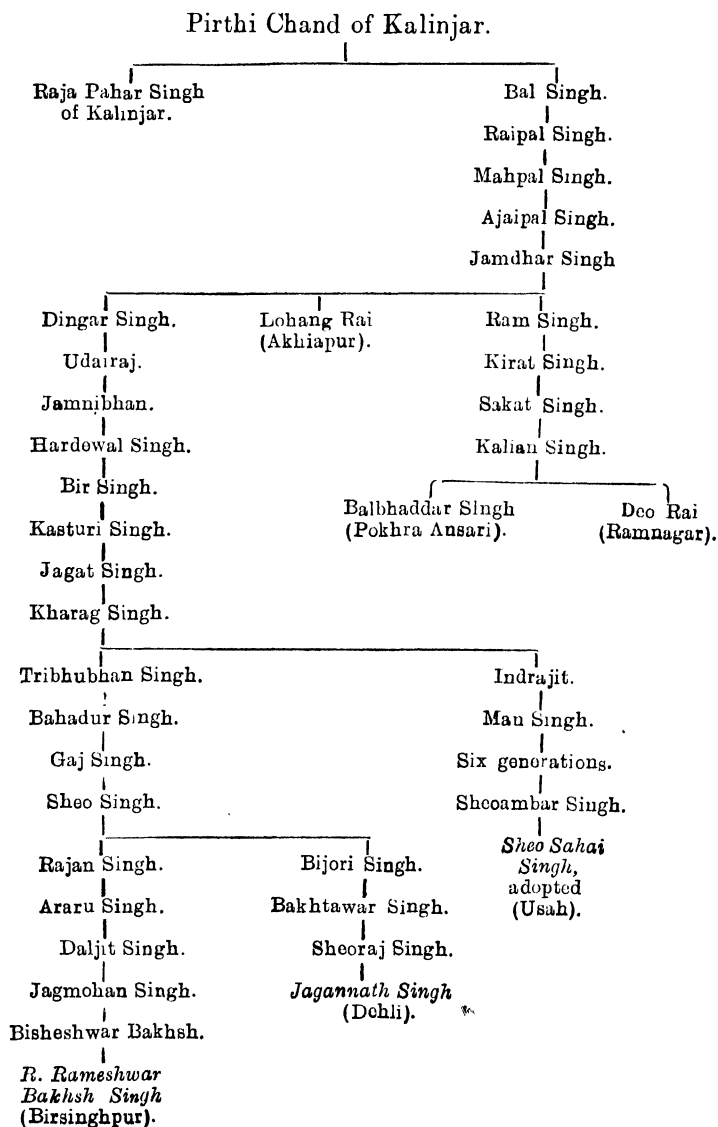 Pirthi Chand of Kalinjar.
Raja Pahar Singh
of Kalinjar.
Bal Singh.
Raipal Singh.
Mahpal Singh.
Ajaipal Singh.
Jamdhar Singh
Dingar Singh.
Lohang Rai
(Akhiapur).
Ram Singh.
Udairaj.
Kirat Singh.
Jamnibhan.
Sakat Singh.
Hardewal Singh.
Kalian Singh.
Bir Singh.
Balbhaddar Singh
(Pokhra Ansari).
Deo Rai
(Ramnagar).
Kasturi Singh.
Jagat Singh.
Kharag Singh.
Tribhubhan Singh.
Indrajit.
Bahadur Singh.
Man Singh.
Gaj Singh.
Six generations.
Sheo Singh.
Sheoambar Singh.
Rajan Singh.
Bijori Singh.
Sheo Sahai
Singh,
adopted
(Usah).
Araru Singh.
Bakhtawar Singh.
Daljit Singh.
Sheoraj Singh.
Jagmohan Singh.
Jagannath Singh
(Dehli).
Bisheshwar Bakhsh.
R. Rameshwar
Bakhsh Singh
(Birsinghpur).